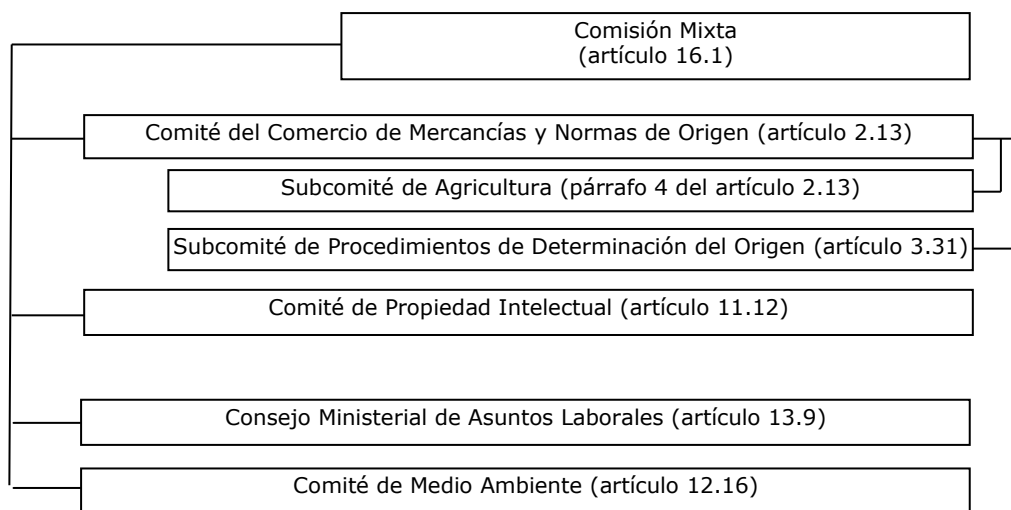 Comisión Mixta
(artículo 16.1)
Comité del Comercio de Mercancías y Normas de Origen (artículo 2.13)
Subcomité de Agricultura (párrafo 4 del artículo 2.13)
Subcomité de Procedimientos de Determinación del Origen (artículo 3.31)
Comité de Propiedad Intelectual (artículo 11.12)
Consejo Ministerial de Asuntos Laborales (artículo 13.9)
Comité de Medio Ambiente (artículo 12.16)